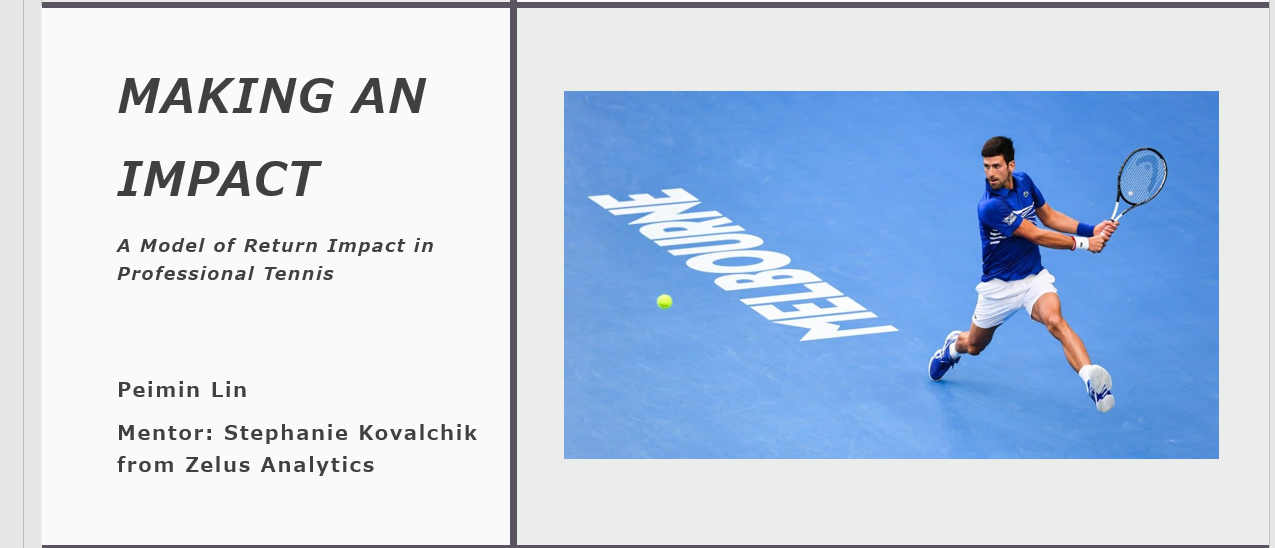 MAKING AN
IMPACT
A Model of Return Impact in
Professional Tennis
Peimin Lin
Mentor: Stephanie Kovalchik
from Zelus Analytics
MELBOURNE